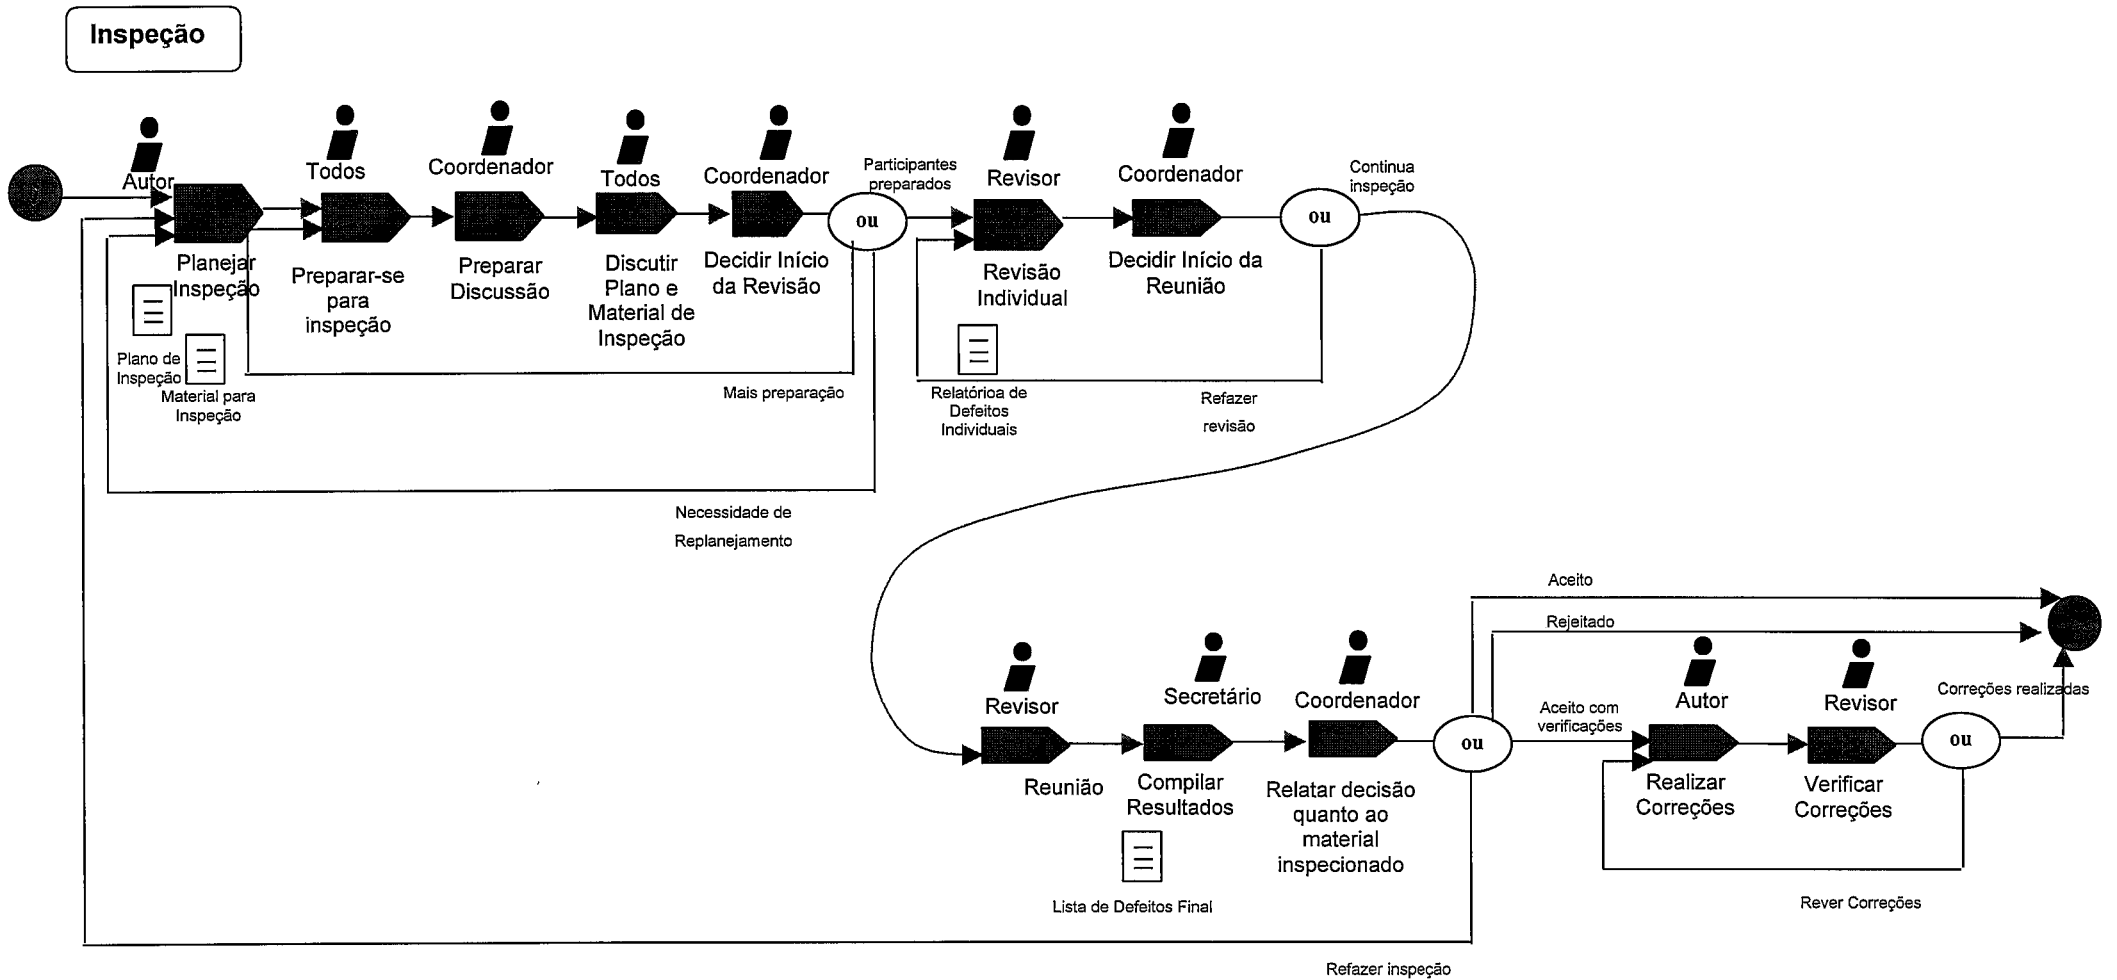 Inspeção
Autor
Todos
Coordenador
Todos
Coordenador
Participantes
preparados
Revisor
Coordenador
Continua
inspeção
ou
ou
Planejar
Inspeção
Preparar-se
para
inspeção
Preparar
Discussão
Discutir
Plano e
Material de
Inspeção
Decidir Início
da Revisão
Revisão
Individual
Decidir Início da
Reunião
Plano de
Inspeção
Material para
Inspeção
Mais preparação
Relatórioa de
Defeitos
Individuais
Refazer
revisão
Necessidade de
Replanejamento
Aceito
Rejeitado
Revisor
Secretário
Coordenador
Aceito com
verificações
Autor
Revisor
Correções realizadas
ou
ou
Reunião
Compilar
Resultados
Relatar decisão
quanto ao
material
inspecionado
Realizar
Correções
Verificar
Correções
Lista de Defeitos Final
Rever Correções
Refazer inspeção